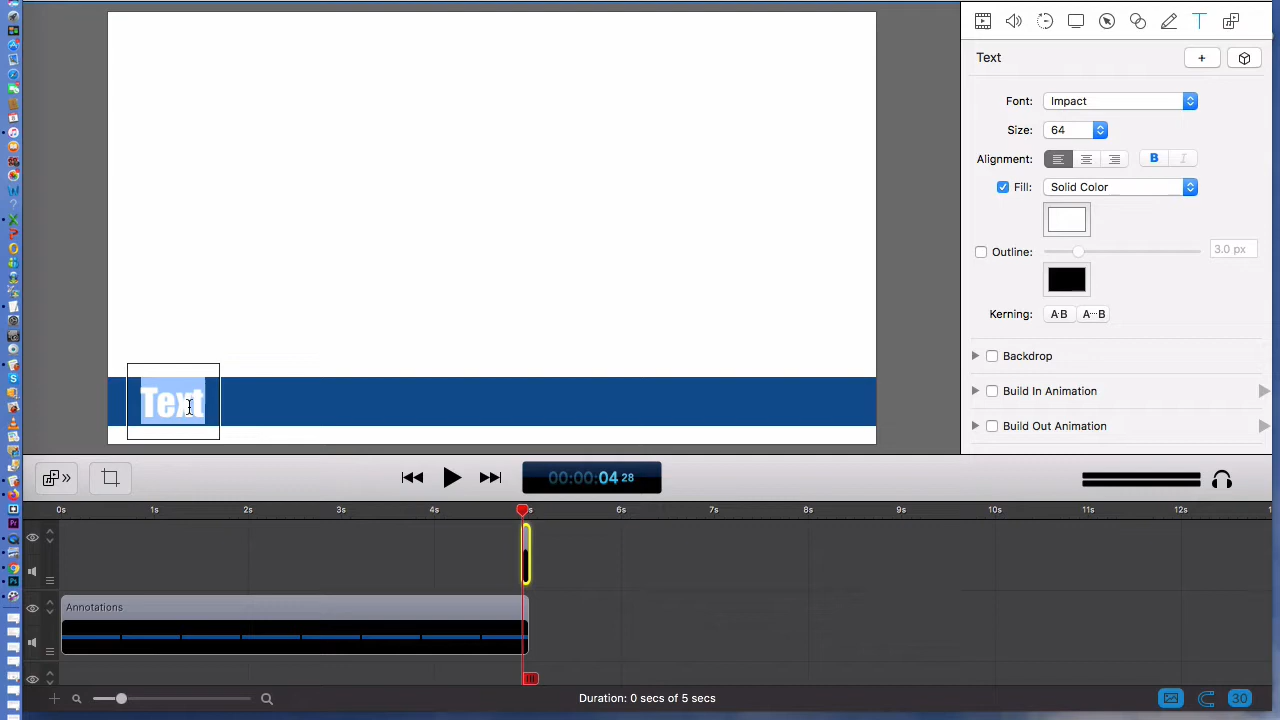 Text
+
Font: Impact
Size: 64
Alignment: B I
Fill: Solid Color
Outline: 3.0 px
Kerning: A·B A···B
Backdrop
Build In Animation
Build Out Animation
Text
00:00:04 28
0s 1s 2s 3s 4s 5s 6s 7s 8s 9s 10s 11s 12s 1
Annotations
Duration: 0 secs of 5 secs
30